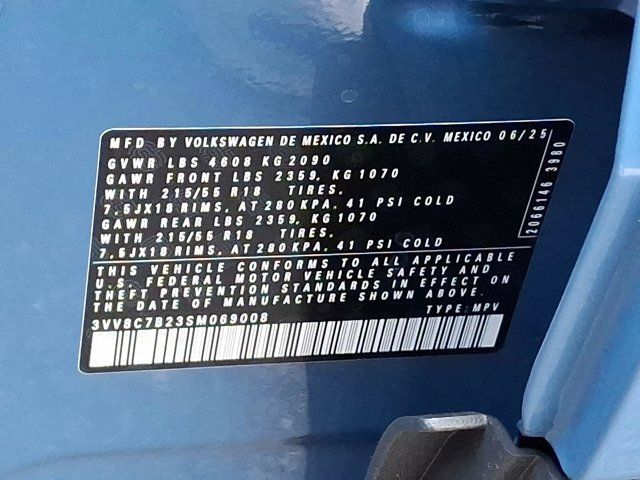 MFD BY VOLKSWAGEN DE MEXICO S.A. DE C.V. MEXICO 06/25
GVWR LBS 4608 KG 2090
GAWR FRONT LBS 2359, KG 1070
WITH 215/55 R18 TIRES,
7.5JX18 RIMS, AT 280 KPA, 41 PSI COLD
GAWR REAR LBS 2359, KG 1070
WITH 215/55 R18 TIRES,
7.5JX18 RIMS, AT 280 KPA, 41 PSI COLD
THIS VEHICLE CONFORMS TO ALL APPLICABLE
U.S. FEDERAL MOTOR VEHICLE SAFETY AND
THEFT PREVENTION STANDARDS IN EFFECT ON
THE DATE OF MANUFACTURE SHOWN ABOVE.
3VV8C7B23SM069008 TYPE: MPV
2066146 3980